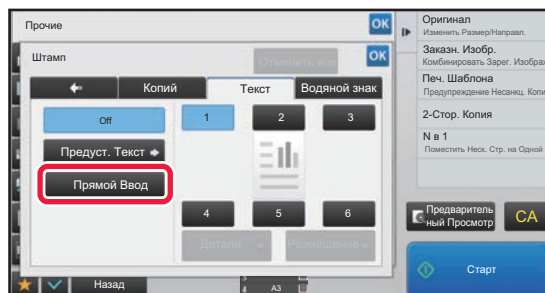 Прочие
OK
Штамп
Отменить все
OK
Копий
Текст
Водяной знак
Off
1
2
3
Предуст. Текст
Прямой Ввод
4
5
6
Детали
Размещение
Назад
4 A3
Оригинал
Изменить Размер/Направл.
Заказн. Изобр.
Комбинировать Зарег. Изображ
Печ. Шаблона
Предупреждение Несанкц. Копи
2-Стор. Копия
N в 1
Поместить Неск. Стр. на Одной
Предваритель
ный Просмотр
CA
Старт